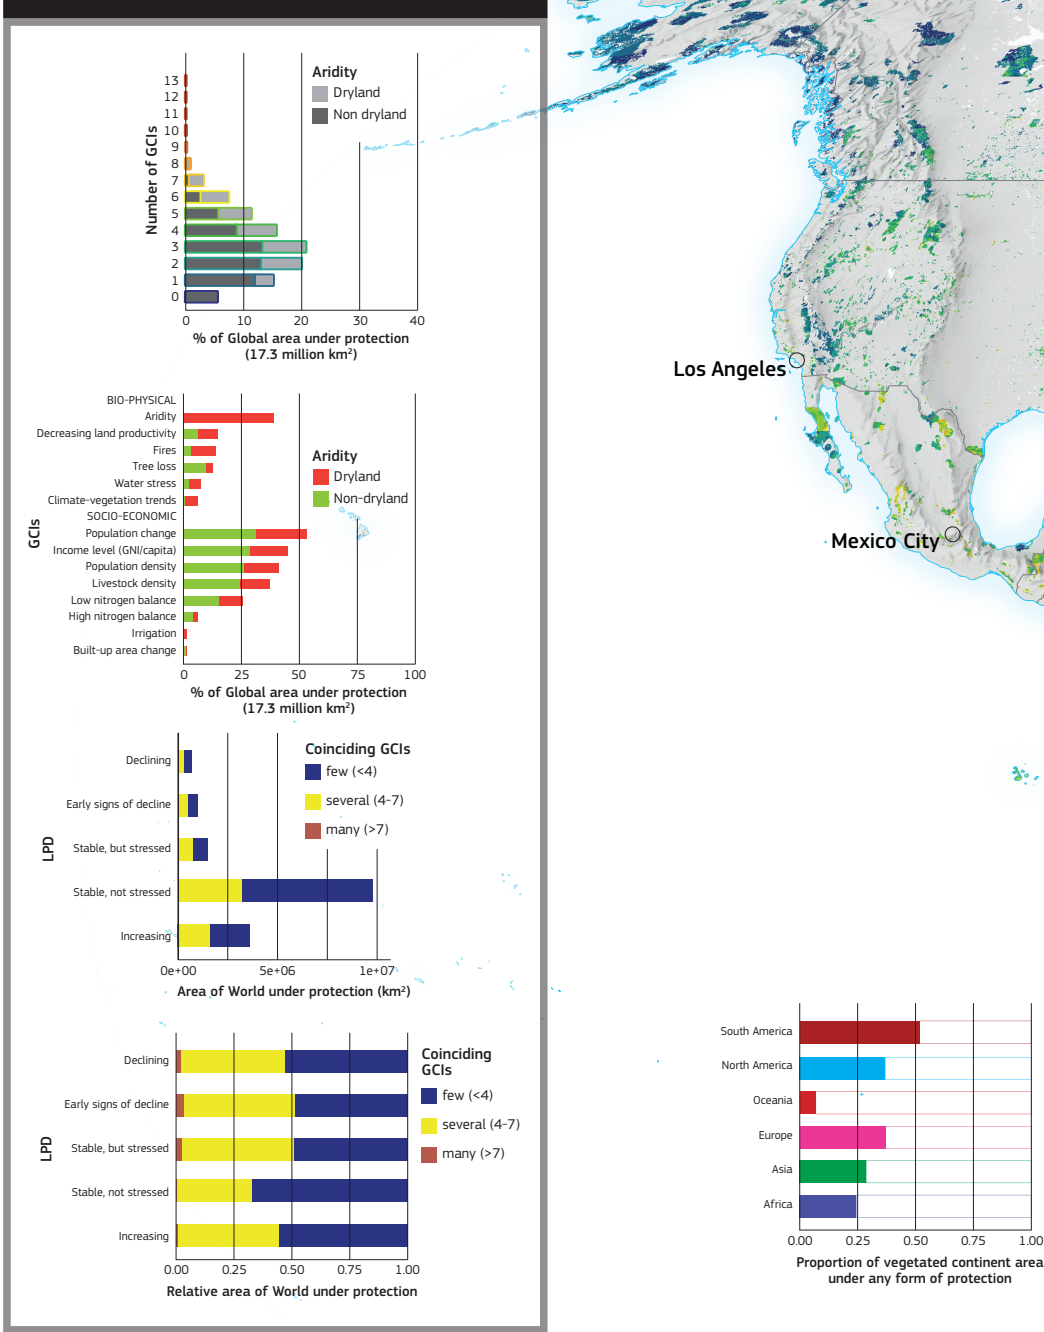 Aridity
Dryland
Non dryland
Number of GCIs
13
12
11
10
9
8
7
6
5
4
3
2
1
0
0 10 20 30 40
% of Global area under protection
(17.3 million km²)
BIO-PHYSICAL
Aridity
Decreasing land productivity
Fires
Tree loss
Water stress
Climate-vegetation trends
SOCIO-ECONOMIC
Population change
Income level (GNI/capita)
Population density
Livestock density
Low nitrogen balance
High nitrogen balance
Irrigation
Built-up area change
GCIs
Aridity
Dryland
Non-dryland
0 25 50 75 100
% of Global area under protection
(17.3 million km²)
Coinciding GCIs
few (<4)
several (4-7)
many (>7)
LPD
Declining
Early signs of decline
Stable, but stressed
Stable, not stressed
Increasing
0e+00 5e+06 1e+07
Area of World under protection (km²)
Coinciding
GCIs
few (<4)
several (4-7)
many (>7)
LPD
Declining
Early signs of decline
Stable, but stressed
Stable, not stressed
Increasing
0.00 0.25 0.50 0.75 1.00
Relative area of World under protection
Los Angeles
Mexico City
South America
North America
Oceania
Europe
Asia
Africa
0.00 0.25 0.50 0.75 1.00
Proportion of vegetated continent area
under any form of protection